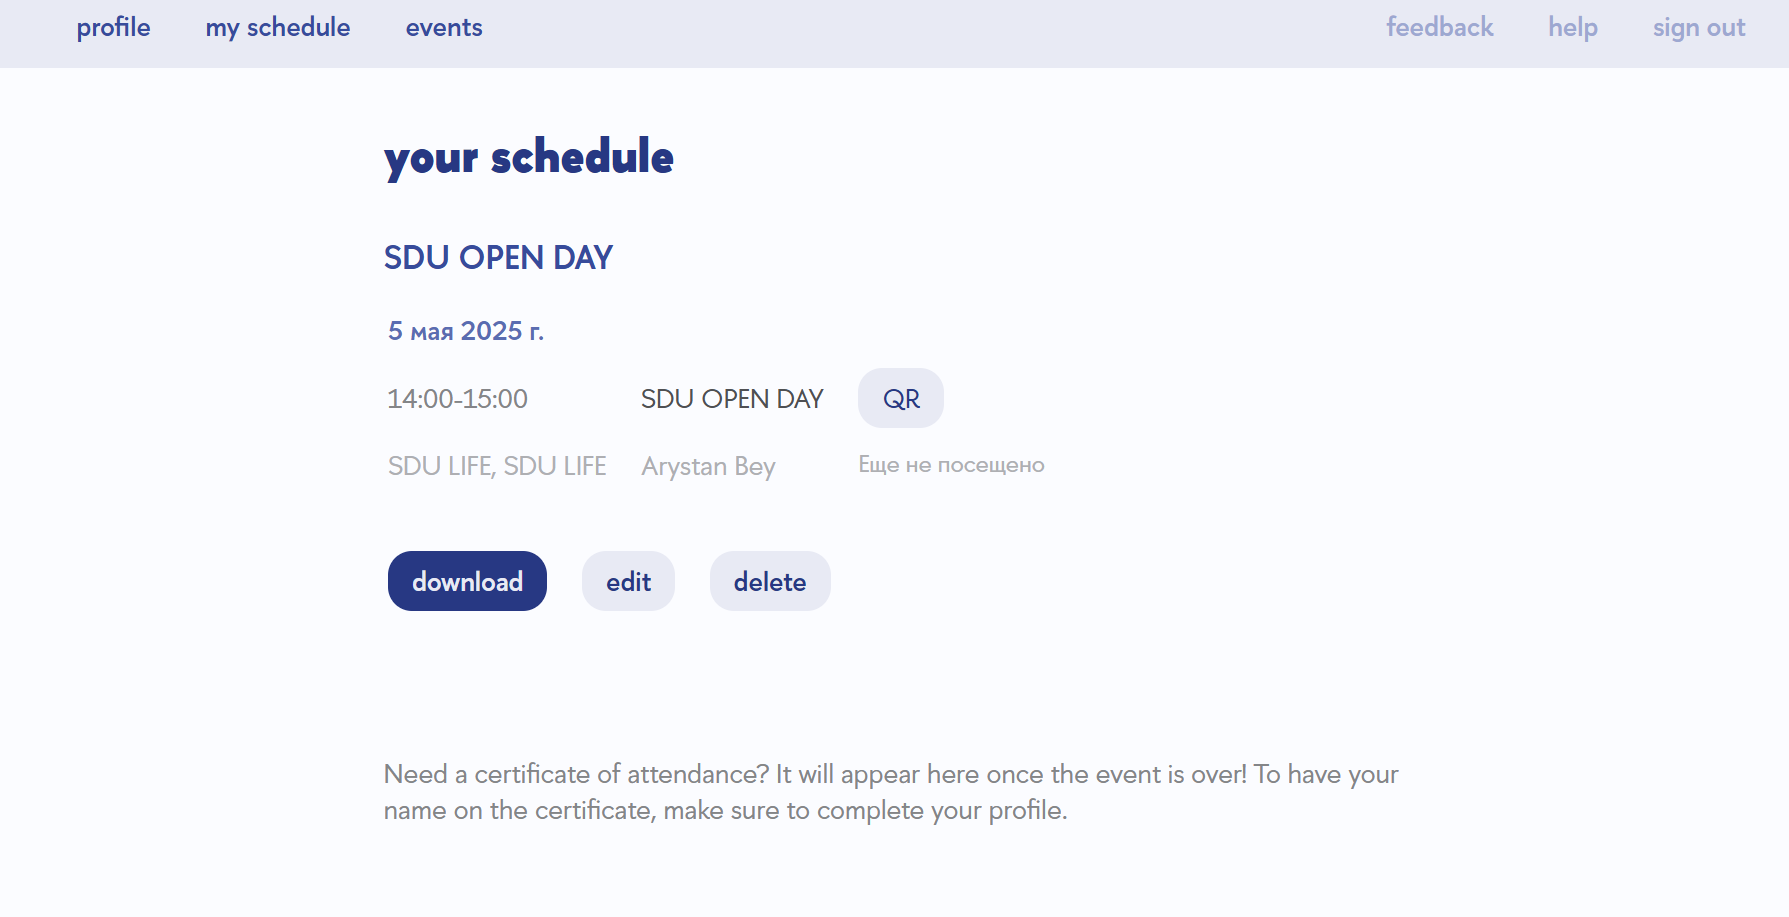 profile my schedule events feedback help sign out
your schedule
SDU OPEN DAY
5 мая 2025 г.
14:00-15:00 SDU OPEN DAY QR
SDU LIFE, SDU LIFE Arystan Bey Еще не посещено
download edit delete
Need a certificate of attendance? It will appear here once the event is over! To have your
name on the certificate, make sure to complete your profile.